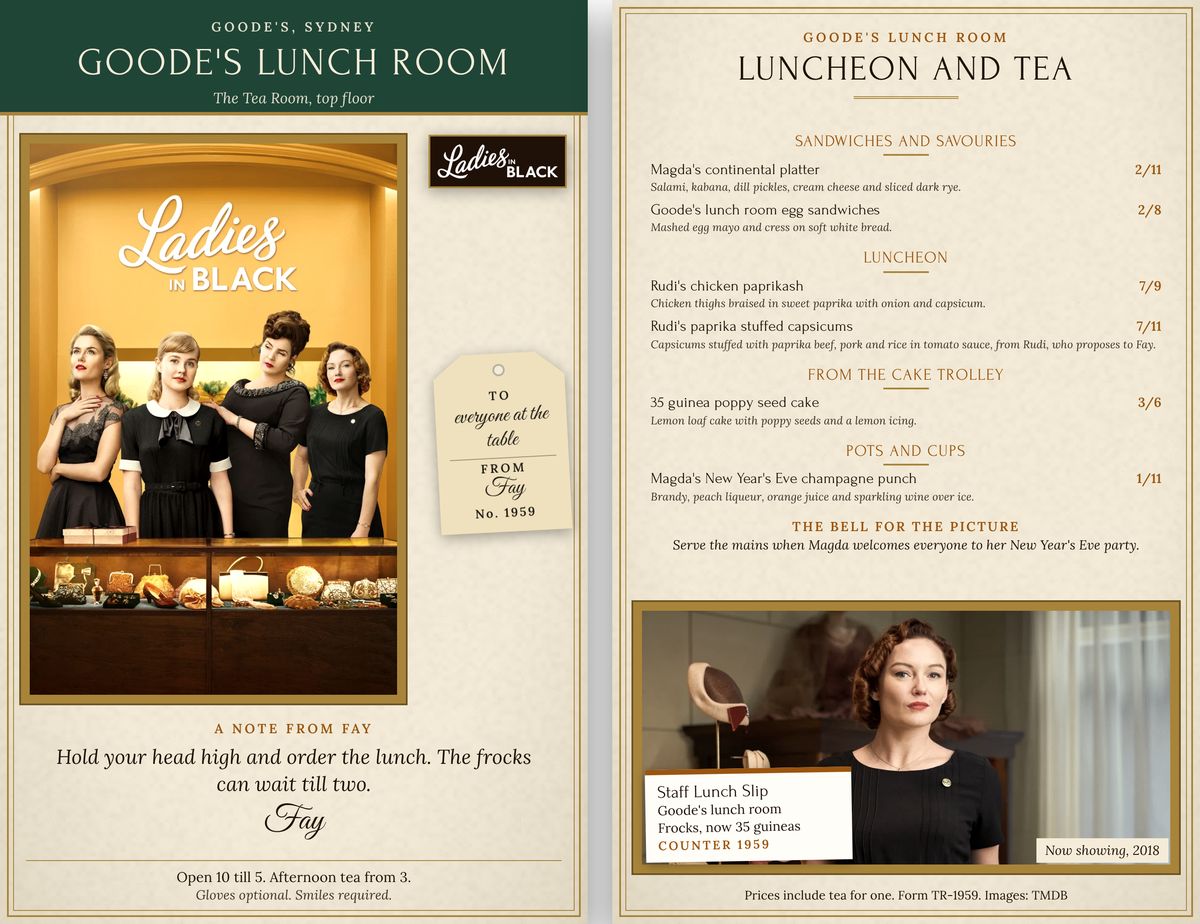 GOODE'S, SYDNEY
GOODE'S LUNCH ROOM
The Tea Room, top floor
Ladies
IN BLACK
Ladies IN
BLACK
TO
everyone at the
table
FROM
Fay
No. 1959
A NOTE FROM FAY
Hold your head high and order the lunch. The frocks
can wait till two.
Fay
Open 10 till 5. Afternoon tea from 3.
Gloves optional. Smiles required.
GOODE'S LUNCH ROOM
LUNCHEON AND TEA
SANDWICHES AND SAVOURIES
Magda's continental platter 2/11
Salami, kabana, dill pickles, cream cheese and sliced dark rye.
Goode's lunch room egg sandwiches 2/8
Mashed egg mayo and cress on soft white bread.
LUNCHEON
Rudi's chicken paprikash 7/9
Chicken thighs braised in sweet paprika with onion and capsicum.
Rudi's paprika stuffed capsicums 7/11
Capsicums stuffed with paprika beef, pork and rice in tomato sauce, from Rudi, who proposes to Fay.
FROM THE CAKE TROLLEY
35 guinea poppy seed cake 3/6
Lemon loaf cake with poppy seeds and a lemon icing.
POTS AND CUPS
Magda's New Year's Eve champagne punch 1/11
Brandy, peach liqueur, orange juice and sparkling wine over ice.
THE BELL FOR THE PICTURE
Serve the mains when Magda welcomes everyone to her New Year's Eve party.
Staff Lunch Slip
Goode's lunch room
Frocks, now 35 guineas
COUNTER 1959
Now showing, 2018
Prices include tea for one. Form TR-1959. Images: TMDB